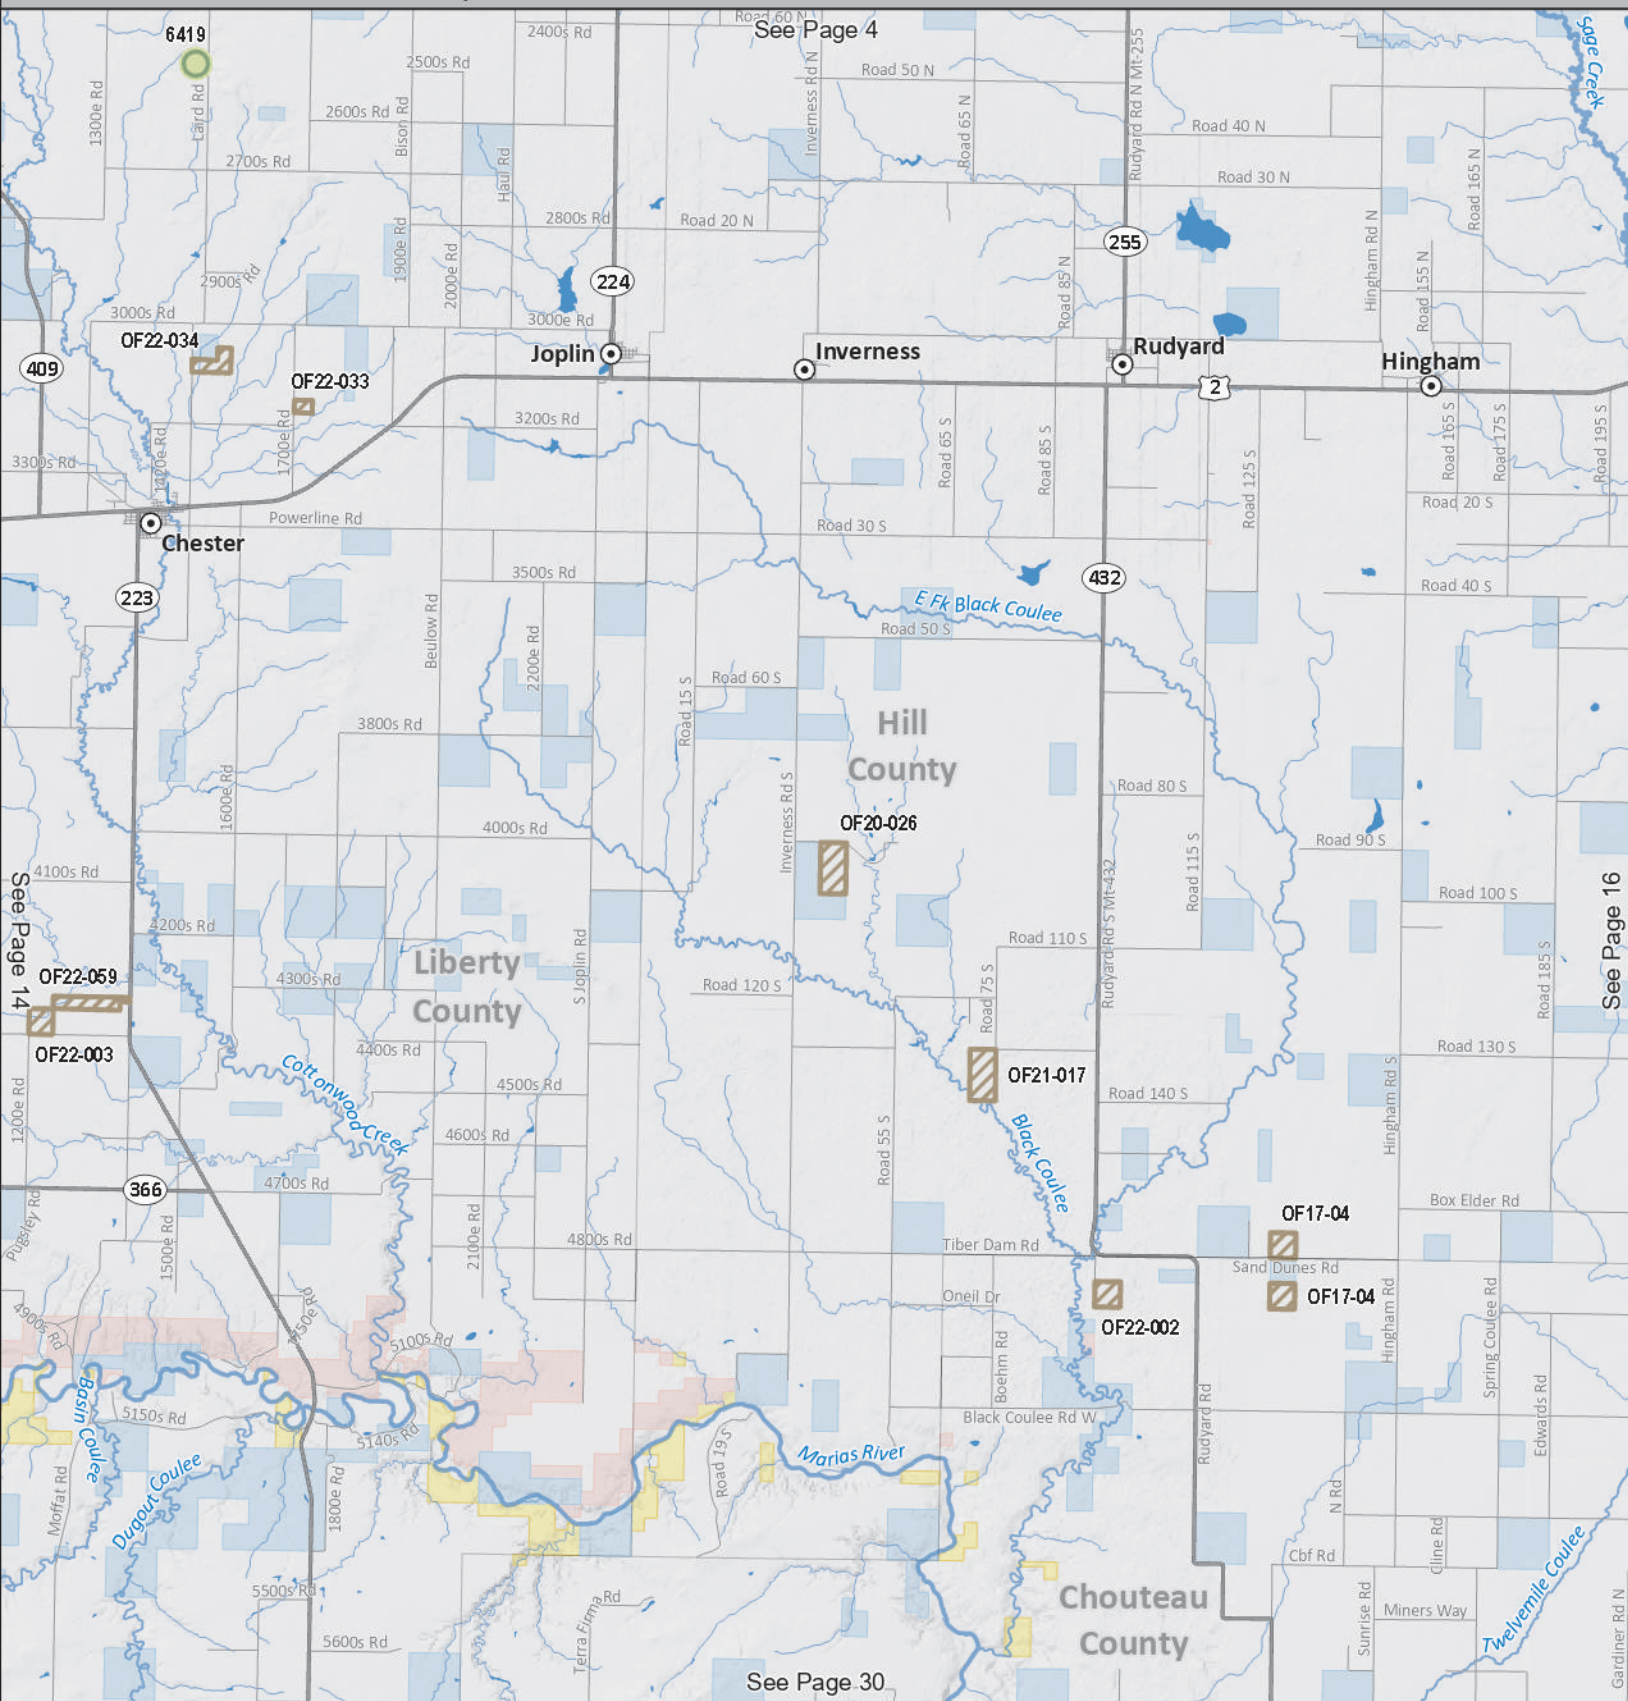 Road 60 N
See Page 4
6419
2400s Rd
Sage Creek
2500s Rd
Road 50 N
Inverness Rd N
Rudyard Rd N Mt-255
1300e Rd
Laird Rd
2600s Rd
Bison Rd
Road 65 N
Road 40 N
2700s Rd
Haul Rd
Road 30 N
Road 165 N
2800s Rd
Road 20 N
1900e Rd
2000e Rd
255
Hingham Rd N
2900s Rd
224
Road 85 N
Road 155 N
3000s Rd
3000e Rd
OF22-034
Joplin
Inverness
Rudyard
Hingham
409
OF22-033
2
3200s Rd
1420e Rd
1700e Rd
Road 65 S
Road 85 S
Road 165 S
Road 175 S
Road 195 S
3300s Rd
Road 125 S
Road 20 S
Powerline Rd
Road 30 S
Chester
3500s Rd
432
Road 40 S
223
E Fk Black Coulee
Beulow Rd
2200e Rd
Road 50 S
Road 60 S
Road 15 S
3800s Rd
Hill
County
1600e Rd
Inverness Rd S
Road 80 S
4000s Rd
OF20-026
Road 90 S
4100s Rd
Road 115 S
See Page 14
Rudyard Rd S Mt-432
Road 100 S
See Page 16
4200s Rd
Road 110 S
Liberty
County
S Joplin Rd
OF22-059
4300s Rd
Road 120 S
Road 75 S
Road 185 S
OF22-003
4400s Rd
Road 130 S
Cottonwood Creek
4500s Rd
OF21-017
Road 140 S
1200e Rd
Hingham Rd S
4600s Rd
Road 55 S
Black Coulee
366
4700s Rd
Box Elder Rd
Pugsley Rd
1500e Rd
2100e Rd
4800s Rd
Tiber Dam Rd
OF17-04
Sand Dunes Rd
Oneil Dr
OF17-04
4900s Rd
1750e Rd
OF22-002
Hingham Rd
Spring Coulee Rd
5100s Rd
Boehm Rd
Basin Coulee
5150s Rd
Black Coulee Rd W
Rudyard Rd
Edwards Rd
5140s Rd
Marias River
Road 19 S
Moffat Rd
Dugout Coulee
1800e Rd
N Rd
Cline Rd
Cbf Rd
Twelvemile Coulee
5500s Rd
Terra Firma Rd
Chouteau
County
Sunrise Rd
Miners Way
Gardiner Rd N
5600s Rd
See Page 30